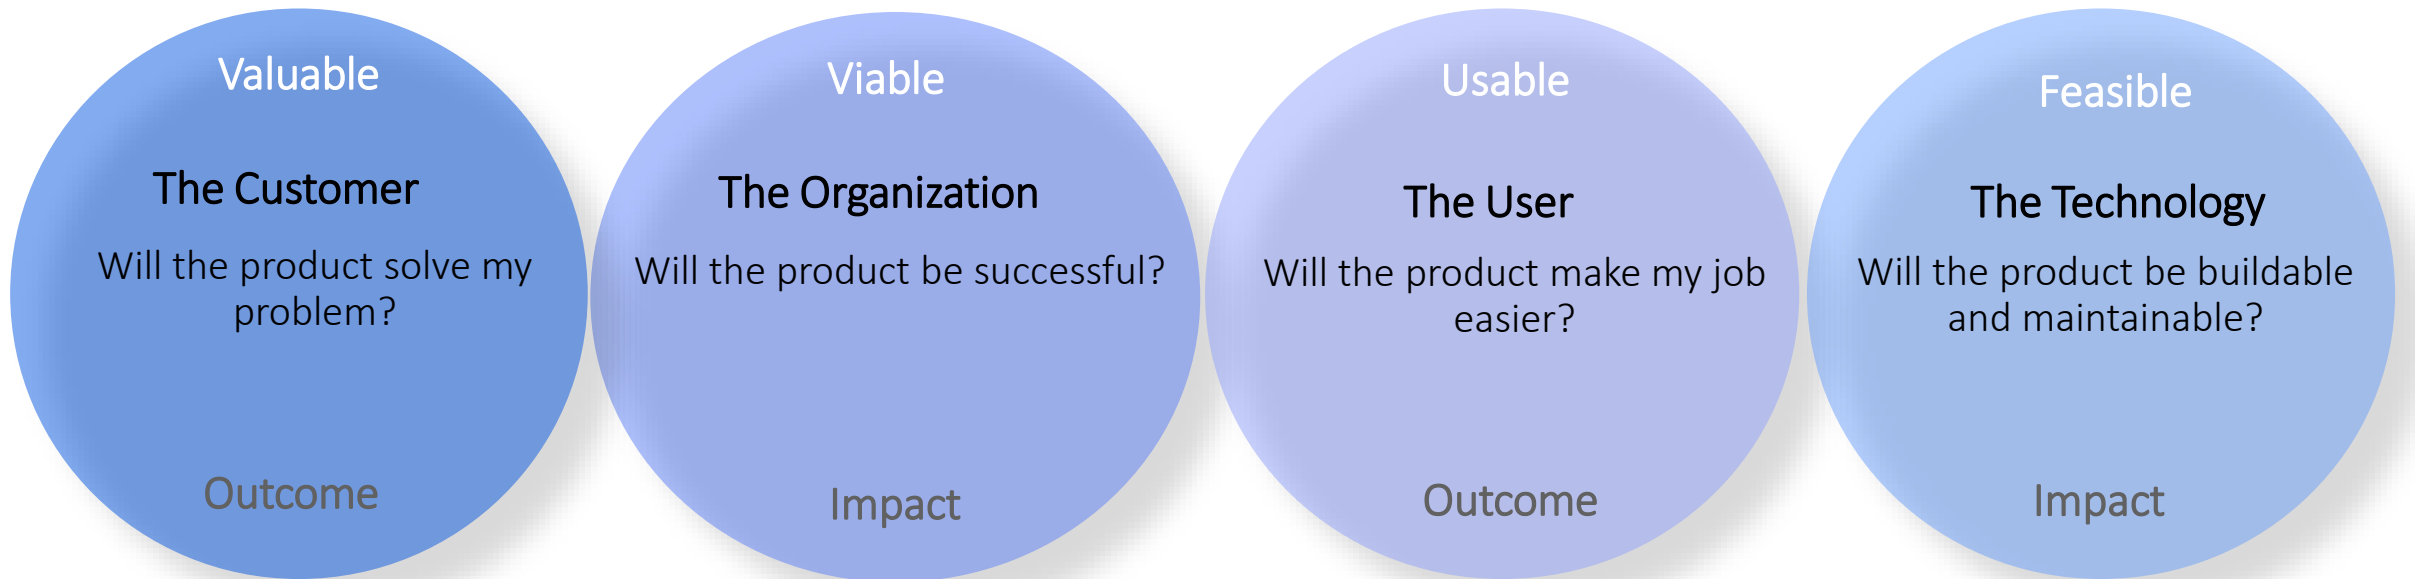 Valuable
The Customer
Will the product solve my
problem?
Outcome
Viable
The Organization
Will the product be successful?
Impact
Usable
The User
Will the product make my job
easier?
Outcome
Feasible
The Technology
Will the product be buildable
and maintainable?
Impact